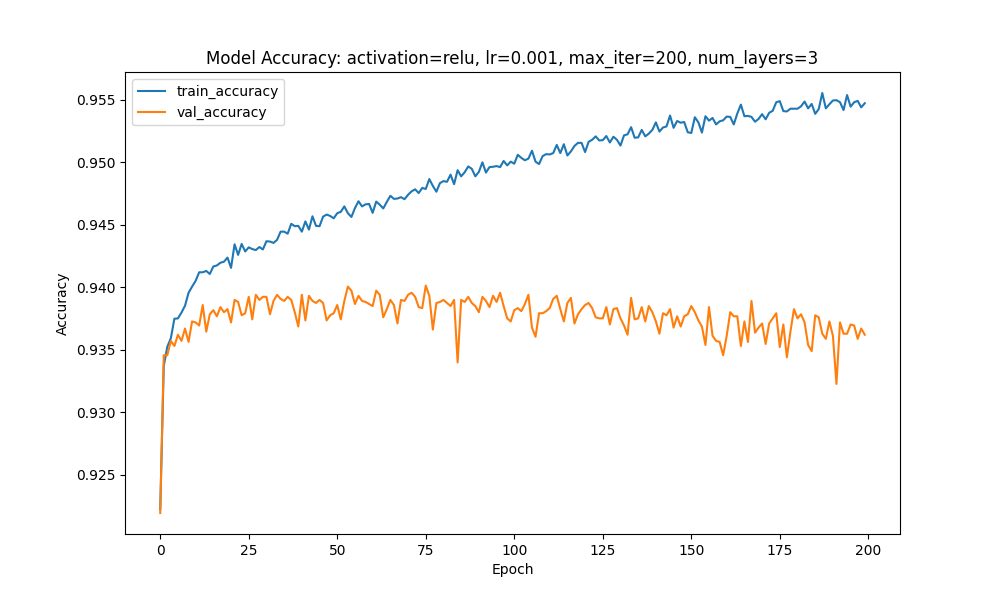 Model Accuracy: activation=relu, lr=0.001, max_iter=200, num_layers=3
train_accuracy
val_accuracy
0.955
0.950
0.945
0.940
0.935
0.930
0.925
Accuracy
0 25 50 75 100 125 150 175 200
Epoch